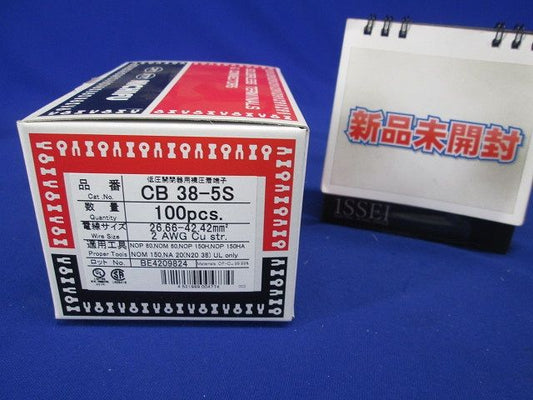 低圧開閉器用裸圧着端子
品 番
Cat. No.
CB 38-5S
数 量
Quantity
100pcs.
電線サイズ
Wire Size
26.66-42.42mm²
2 AWG Cu str.
適用工具
Proper Tools
NOP 60,NOM 60,NOP 150H,NOP 150HA
NOM 150,NA 20(N20 38) UL only
ロット No.
BE4209824
新品未開封
ISSEI